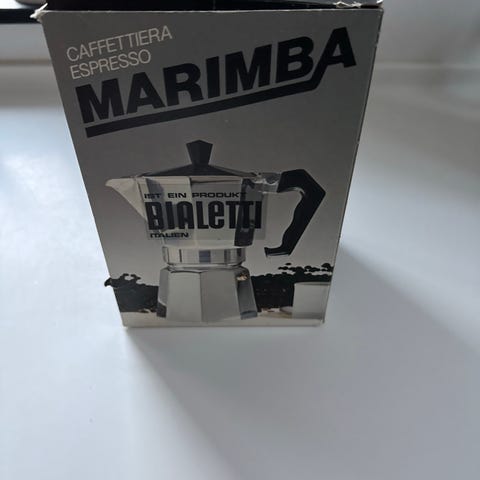 CAFFETTIERA
ESPRESSO
MARIMBA
IST EIN PRODUKT
BIALETTI
ITALIEN